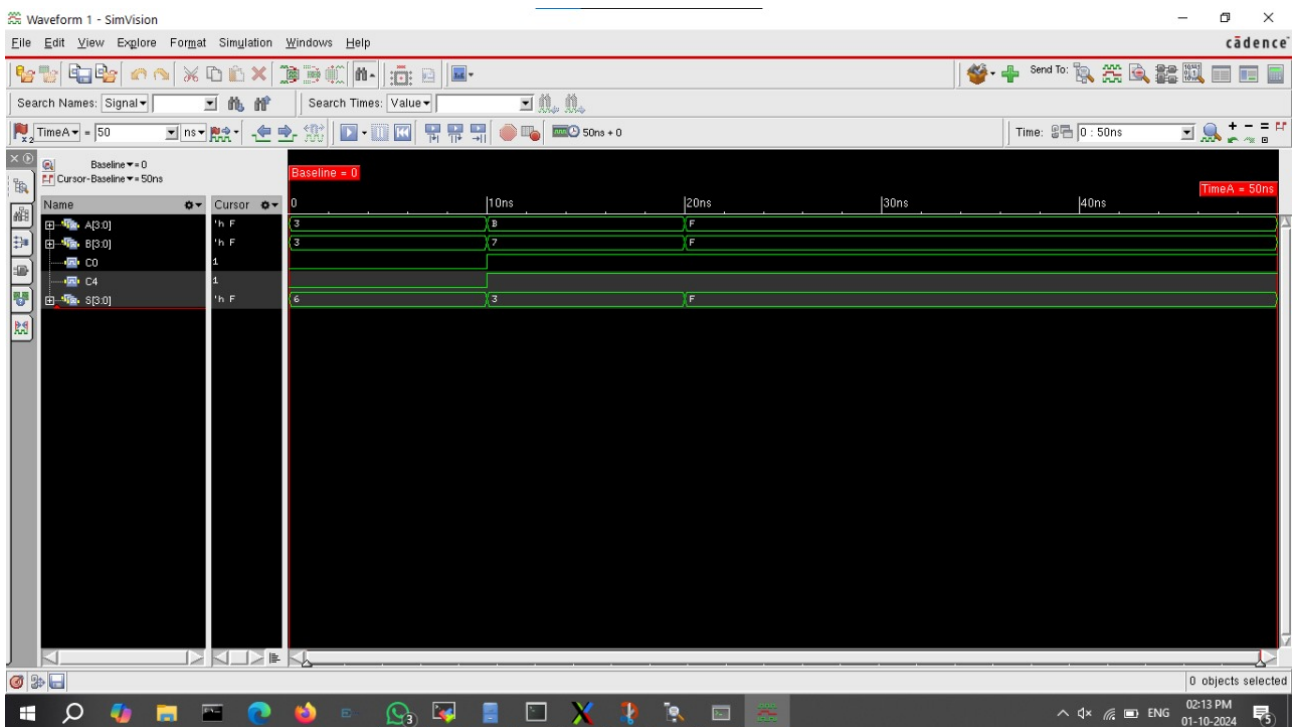 Waveform 1 - SimVision
File Edit View Explore Format Simulation Windows Help
cādence
Send To:
Search Names: Signal
Search Times: Value
TimeA = 50 ns
50ns + 0
Time: 0 : 50ns
Baseline = 0
Cursor-Baseline = 50ns
Baseline = 0
TimeA = 50ns
Name Cursor 0 10ns 20ns 30ns 40ns
A[3:0] 'h F 3 B F
B[3:0] 'h F 3 7 F
C0 1
C4 1
S[3:0] 'h F 6 3 F
0 objects selected
3
ENG
02:13 PM
01-10-2024
5